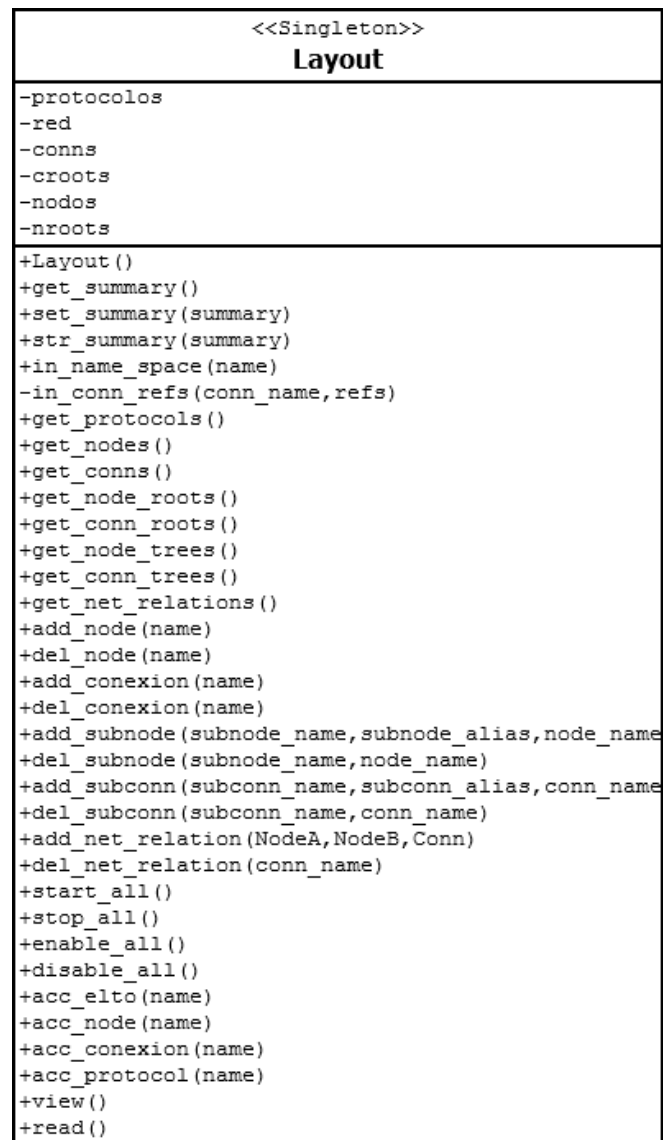 <<Singleton>>
Layout
-protocolos
-red
-conns
-croots
-nodos
-nroots
+Layout()
+get_summary()
+set_summary(summary)
+str_summary(summary)
+in_name_space(name)
-in_conn_refs(conn_name,refs)
+get_protocols()
+get_nodes()
+get_conns()
+get_node_roots()
+get_conn_roots()
+get_node_trees()
+get_conn_trees()
+get_net_relations()
+add_node(name)
+del_node(name)
+add_conexion(name)
+del_conexion(name)
+add_subnode(subnode_name,subnode_alias,node_name
+del_subnode(subnode_name,node_name)
+add_subconn(subconn_name,subconn_alias,conn_name
+del_subconn(subconn_name,conn_name)
+add_net_relation(NodeA,NodeB,Conn)
+del_net_relation(conn_name)
+start_all()
+stop_all()
+enable_all()
+disable_all()
+acc_elto(name)
+acc_node(name)
+acc_conexion(name)
+acc_protocol(name)
+view()
+read()